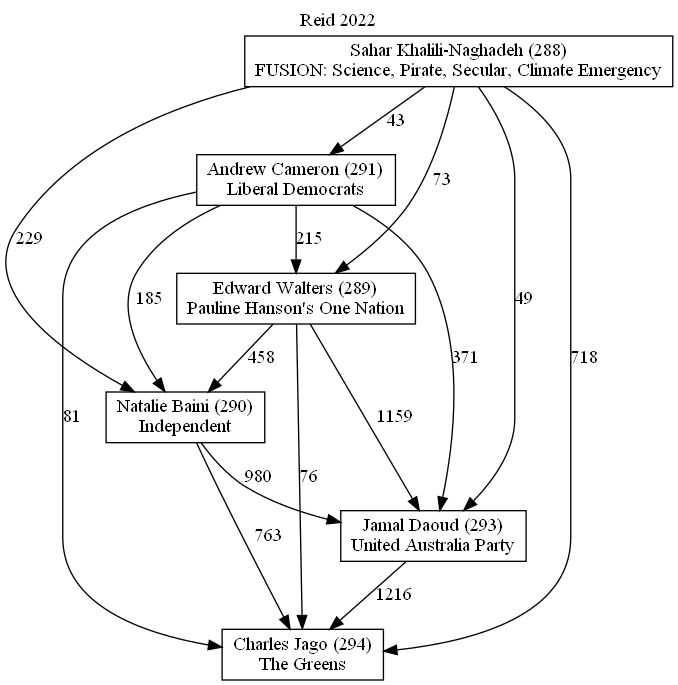 Reid 2022
Sahar Khalili-Naghadeh (288)
FUSION: Science, Pirate, Secular, Climate Emergency
43
Andrew Cameron (291)
Liberal Democrats
73
229
215
Edward Walters (289)
Pauline Hanson's One Nation
185
49
458
371
718
Natalie Baini (290)
Independent
81
1159
980
76
Jamal Daoud (293)
United Australia Party
763
1216
Charles Jago (294)
The Greens